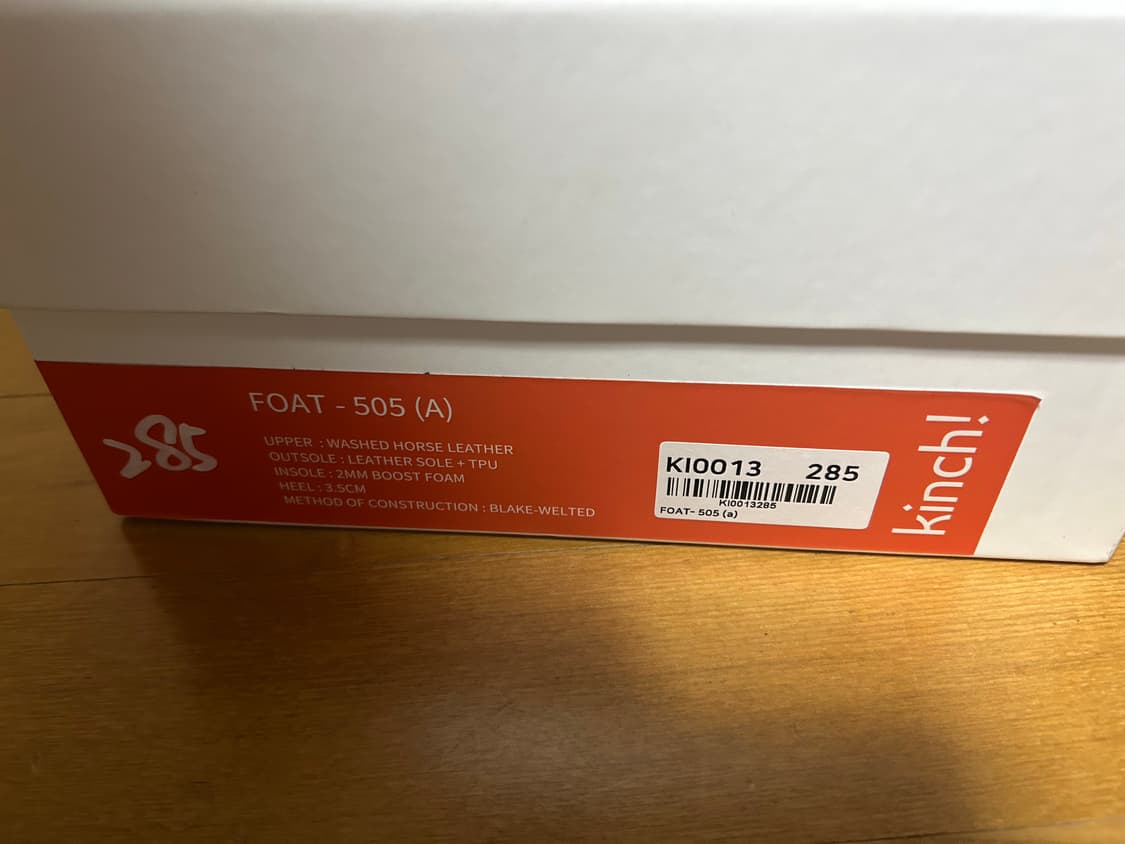 285
FOAT - 505 (A)
UPPER : WASHED HORSE LEATHER
OUTSOLE : LEATHER SOLE + TPU
INSOLE : 2MM BOOST FOAM
HEEL : 3.5CM
METHOD OF CONSTRUCTION : BLAKE-WELTED
KI0013 285
KI0013285
FOAT- 505 (a)
kinch!